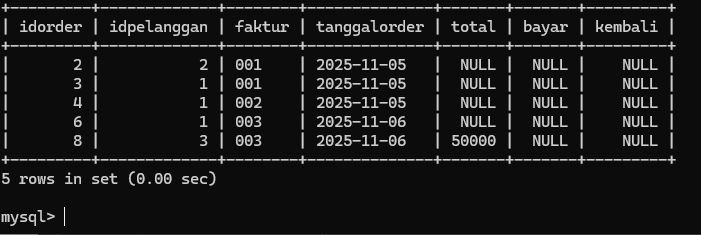 +---------+-------------+--------+--------------+-------+-------+---------+
| idorder | idpelanggan | faktur | tanggalorder | total | bayar | kembali |
+---------+-------------+--------+--------------+-------+-------+---------+
|       2 |           2 | 001    | 2025-11-05   |  NULL |  NULL |    NULL |
|       3 |           1 | 001    | 2025-11-05   |  NULL |  NULL |    NULL |
|       4 |           1 | 002    | 2025-11-05   |  NULL |  NULL |    NULL |
|       6 |           1 | 003    | 2025-11-06   |  NULL |  NULL |    NULL |
|       8 |           3 | 003    | 2025-11-06   | 50000 |  NULL |    NULL |
+---------+-------------+--------+--------------+-------+-------+---------+
5 rows in set (0.00 sec)
mysql>